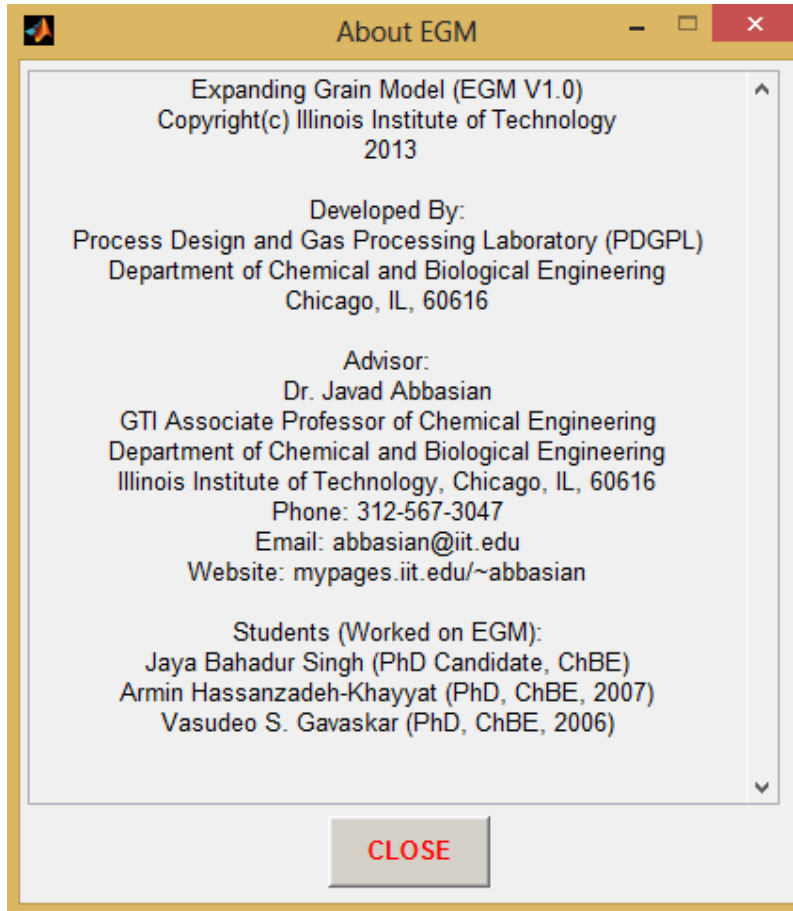 About EGM
Expanding Grain Model (EGM V1.0)
Copyright(c) Illinois Institute of Technology
2013
Developed By:
Process Design and Gas Processing Laboratory (PDGPL)
Department of Chemical and Biological Engineering
Chicago, IL, 60616
Advisor:
Dr. Javad Abbasian
GTI Associate Professor of Chemical Engineering
Department of Chemical and Biological Engineering
Illinois Institute of Technology, Chicago, IL, 60616
Phone: 312-567-3047
Email: abbasian@iit.edu
Website: mypages.iit.edu/~abbasian
Students (Worked on EGM):
Jaya Bahadur Singh (PhD Candidate, ChBE)
Armin Hassanzadeh-Khayyat (PhD, ChBE, 2007)
Vasudeo S. Gavaskar (PhD, ChBE, 2006)
CLOSE